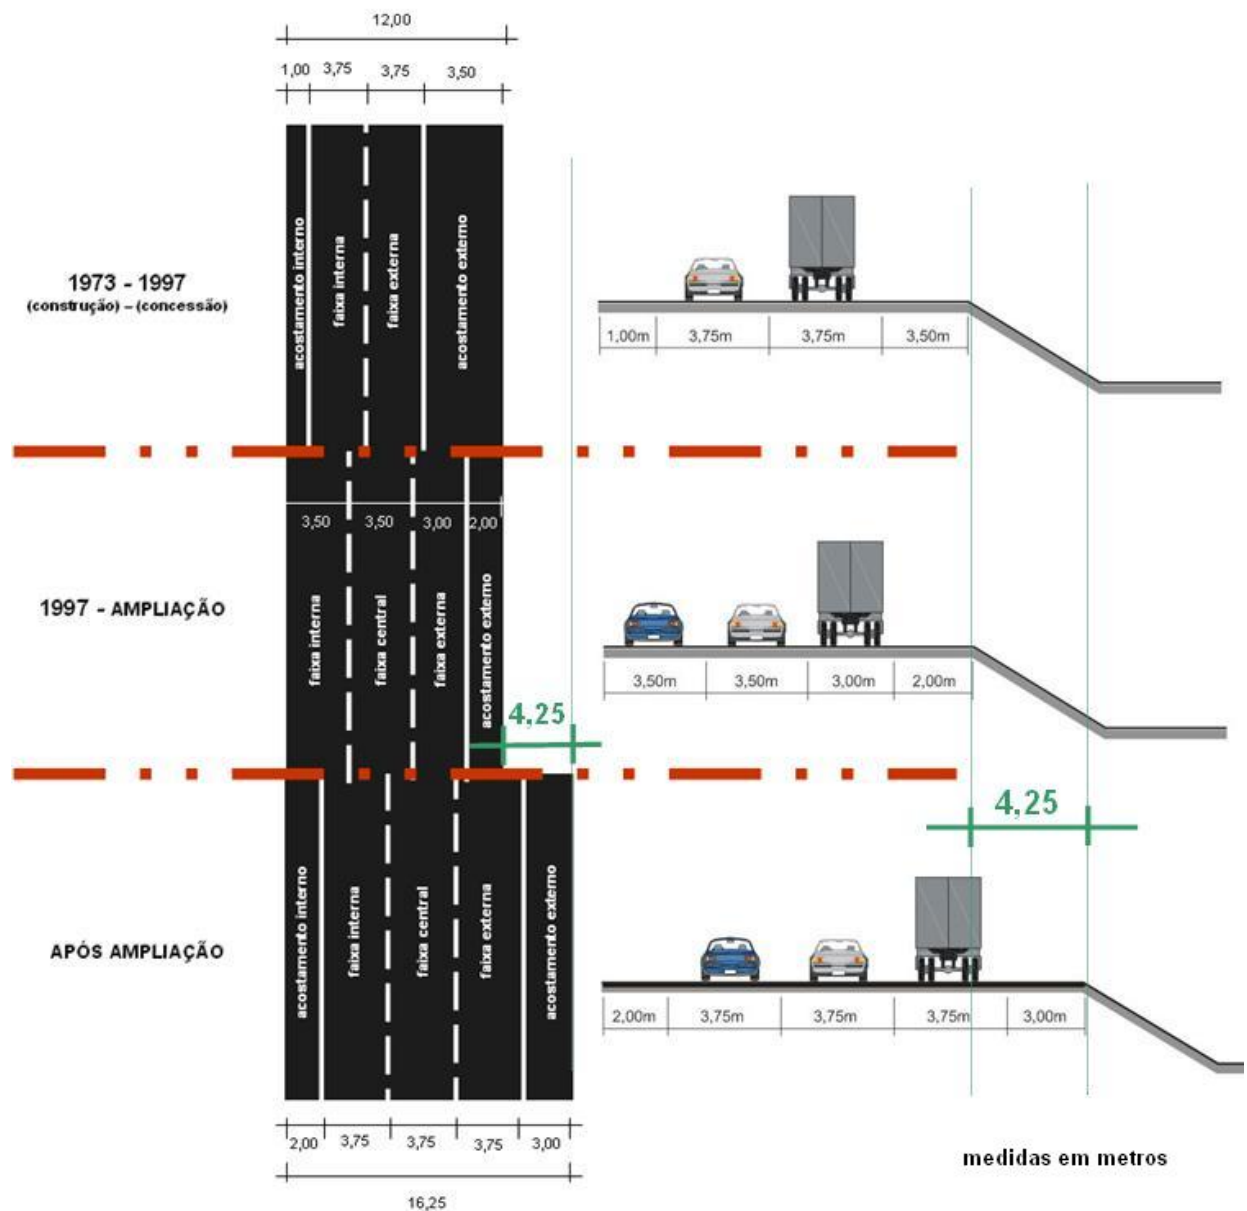 12,00
1,00 3,75 3,75 3,50
acostamento interno
faixa interna
faixa externa
acostamento externo
1973 - 1997
(construção) – (concessão)
1,00m 3,75m 3,75m 3,50m
3,50 3,50 3,00 2,00
faixa interna
faixa central
faixa externa
acostamento externo
1997 - AMPLIAÇÃO
3,50m 3,50m 3,00m 2,00m
4,25
4,25
acostamento interno
faixa interna
faixa central
faixa externa
acostamento externo
APÓS AMPLIAÇÃO
2,00m 3,75m 3,75m 3,75m 3,00m
2,00 3,75 3,75 3,75 3,00
16,25
medidas em metros